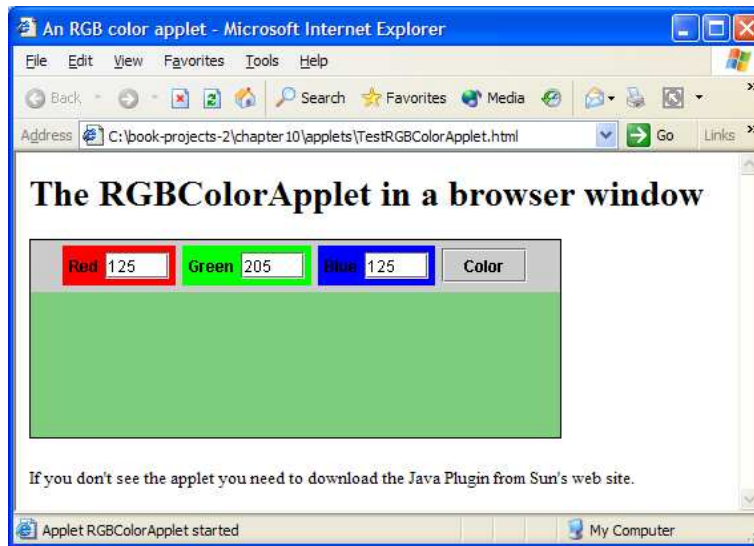 An RGB color applet - Microsoft Internet Explorer
File Edit View Favorites Tools Help
Back Search Favorites Media
Address C:\book-projects-2\chapter10\applets\TestRGBColorApplet.html Go Links »
The RGBColorApplet in a browser window
Red 125 Green 205 Blue 125 Color
If you don't see the applet you need to download the Java Plugin from Sun's web site.
Applet RGBColorApplet started My Computer